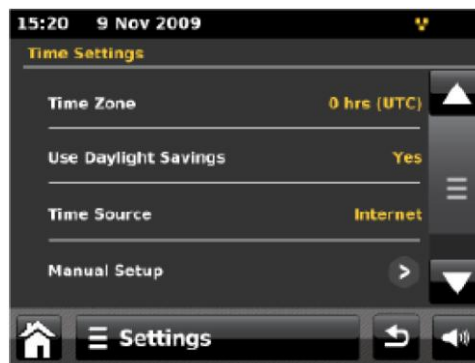 15:20 9 Nov 2009
Time Settings
Time Zone 0 hrs (UTC)
Use Daylight Savings Yes
Time Source Internet
Manual Setup >
Settings